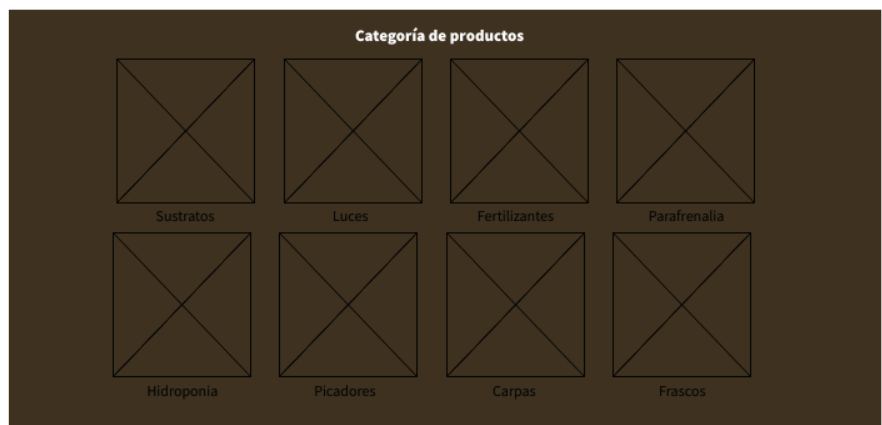 Categoría de productos
Sustratos Luces Fertilizantes Parafrenalia
Hidroponia Picadores Carpas Frascos